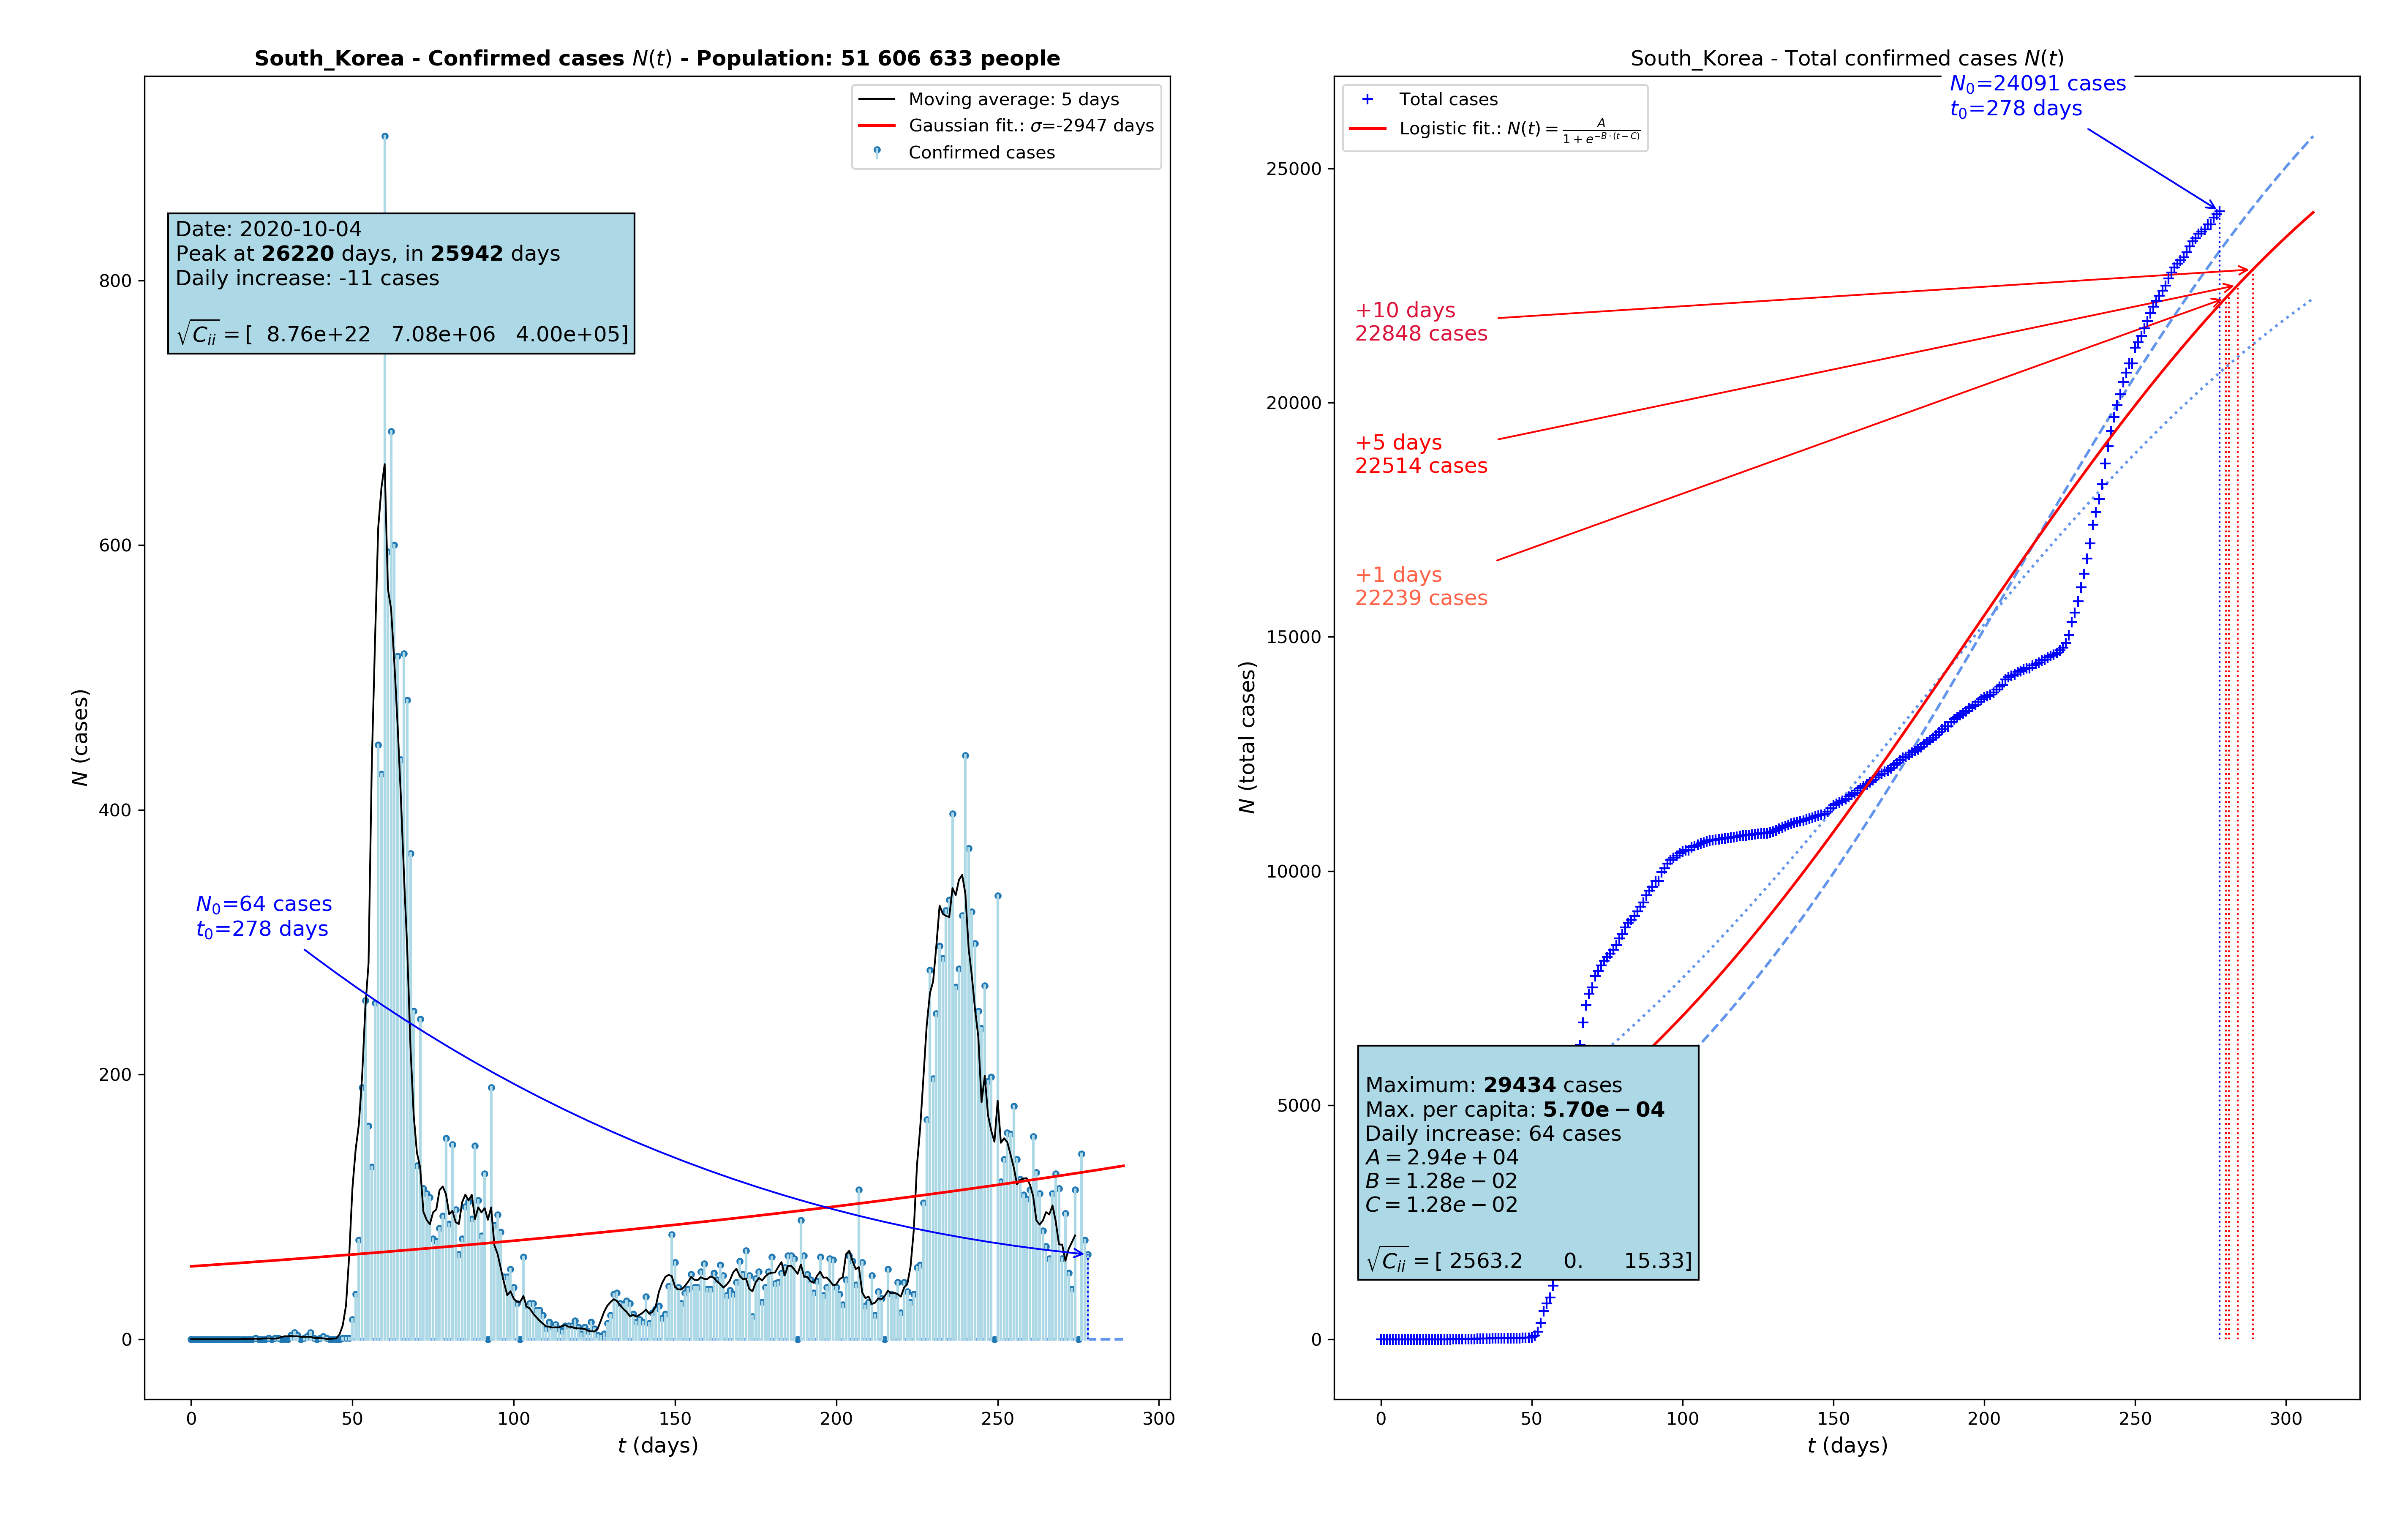 South_Korea - Confirmed cases N(t) - Population: 51 606 633 people
Moving average: 5 days
Gaussian fit.: σ=-2947 days
Confirmed cases
Date: 2020-10-04
Peak at 26220 days, in 25942 days
Daily increase: -11 cases
√C_ii = [ 8.76e+22 7.08e+06 4.00e+05]
N_0=64 cases
t_0=278 days
800
600
400
200
0
N (cases)
0 50 100 150 200 250 300
t (days)
South_Korea - Total confirmed cases N(t)
Total cases
Logistic fit.: N(t) = A / (1 + e^{-B·(t-C)})
N_0=24091 cases
t_0=278 days
+10 days
22848 cases
+5 days
22514 cases
+1 days
22239 cases
Maximum: 29434 cases
Max. per capita: 5.70e − 04
Daily increase: 64 cases
A = 2.94e + 04
B = 1.28e − 02
C = 1.28e − 02
√C_ii = [ 2563.2 0. 15.33]
25000
20000
15000
10000
5000
0
N (total cases)
0 50 100 150 200 250 300
t (days)